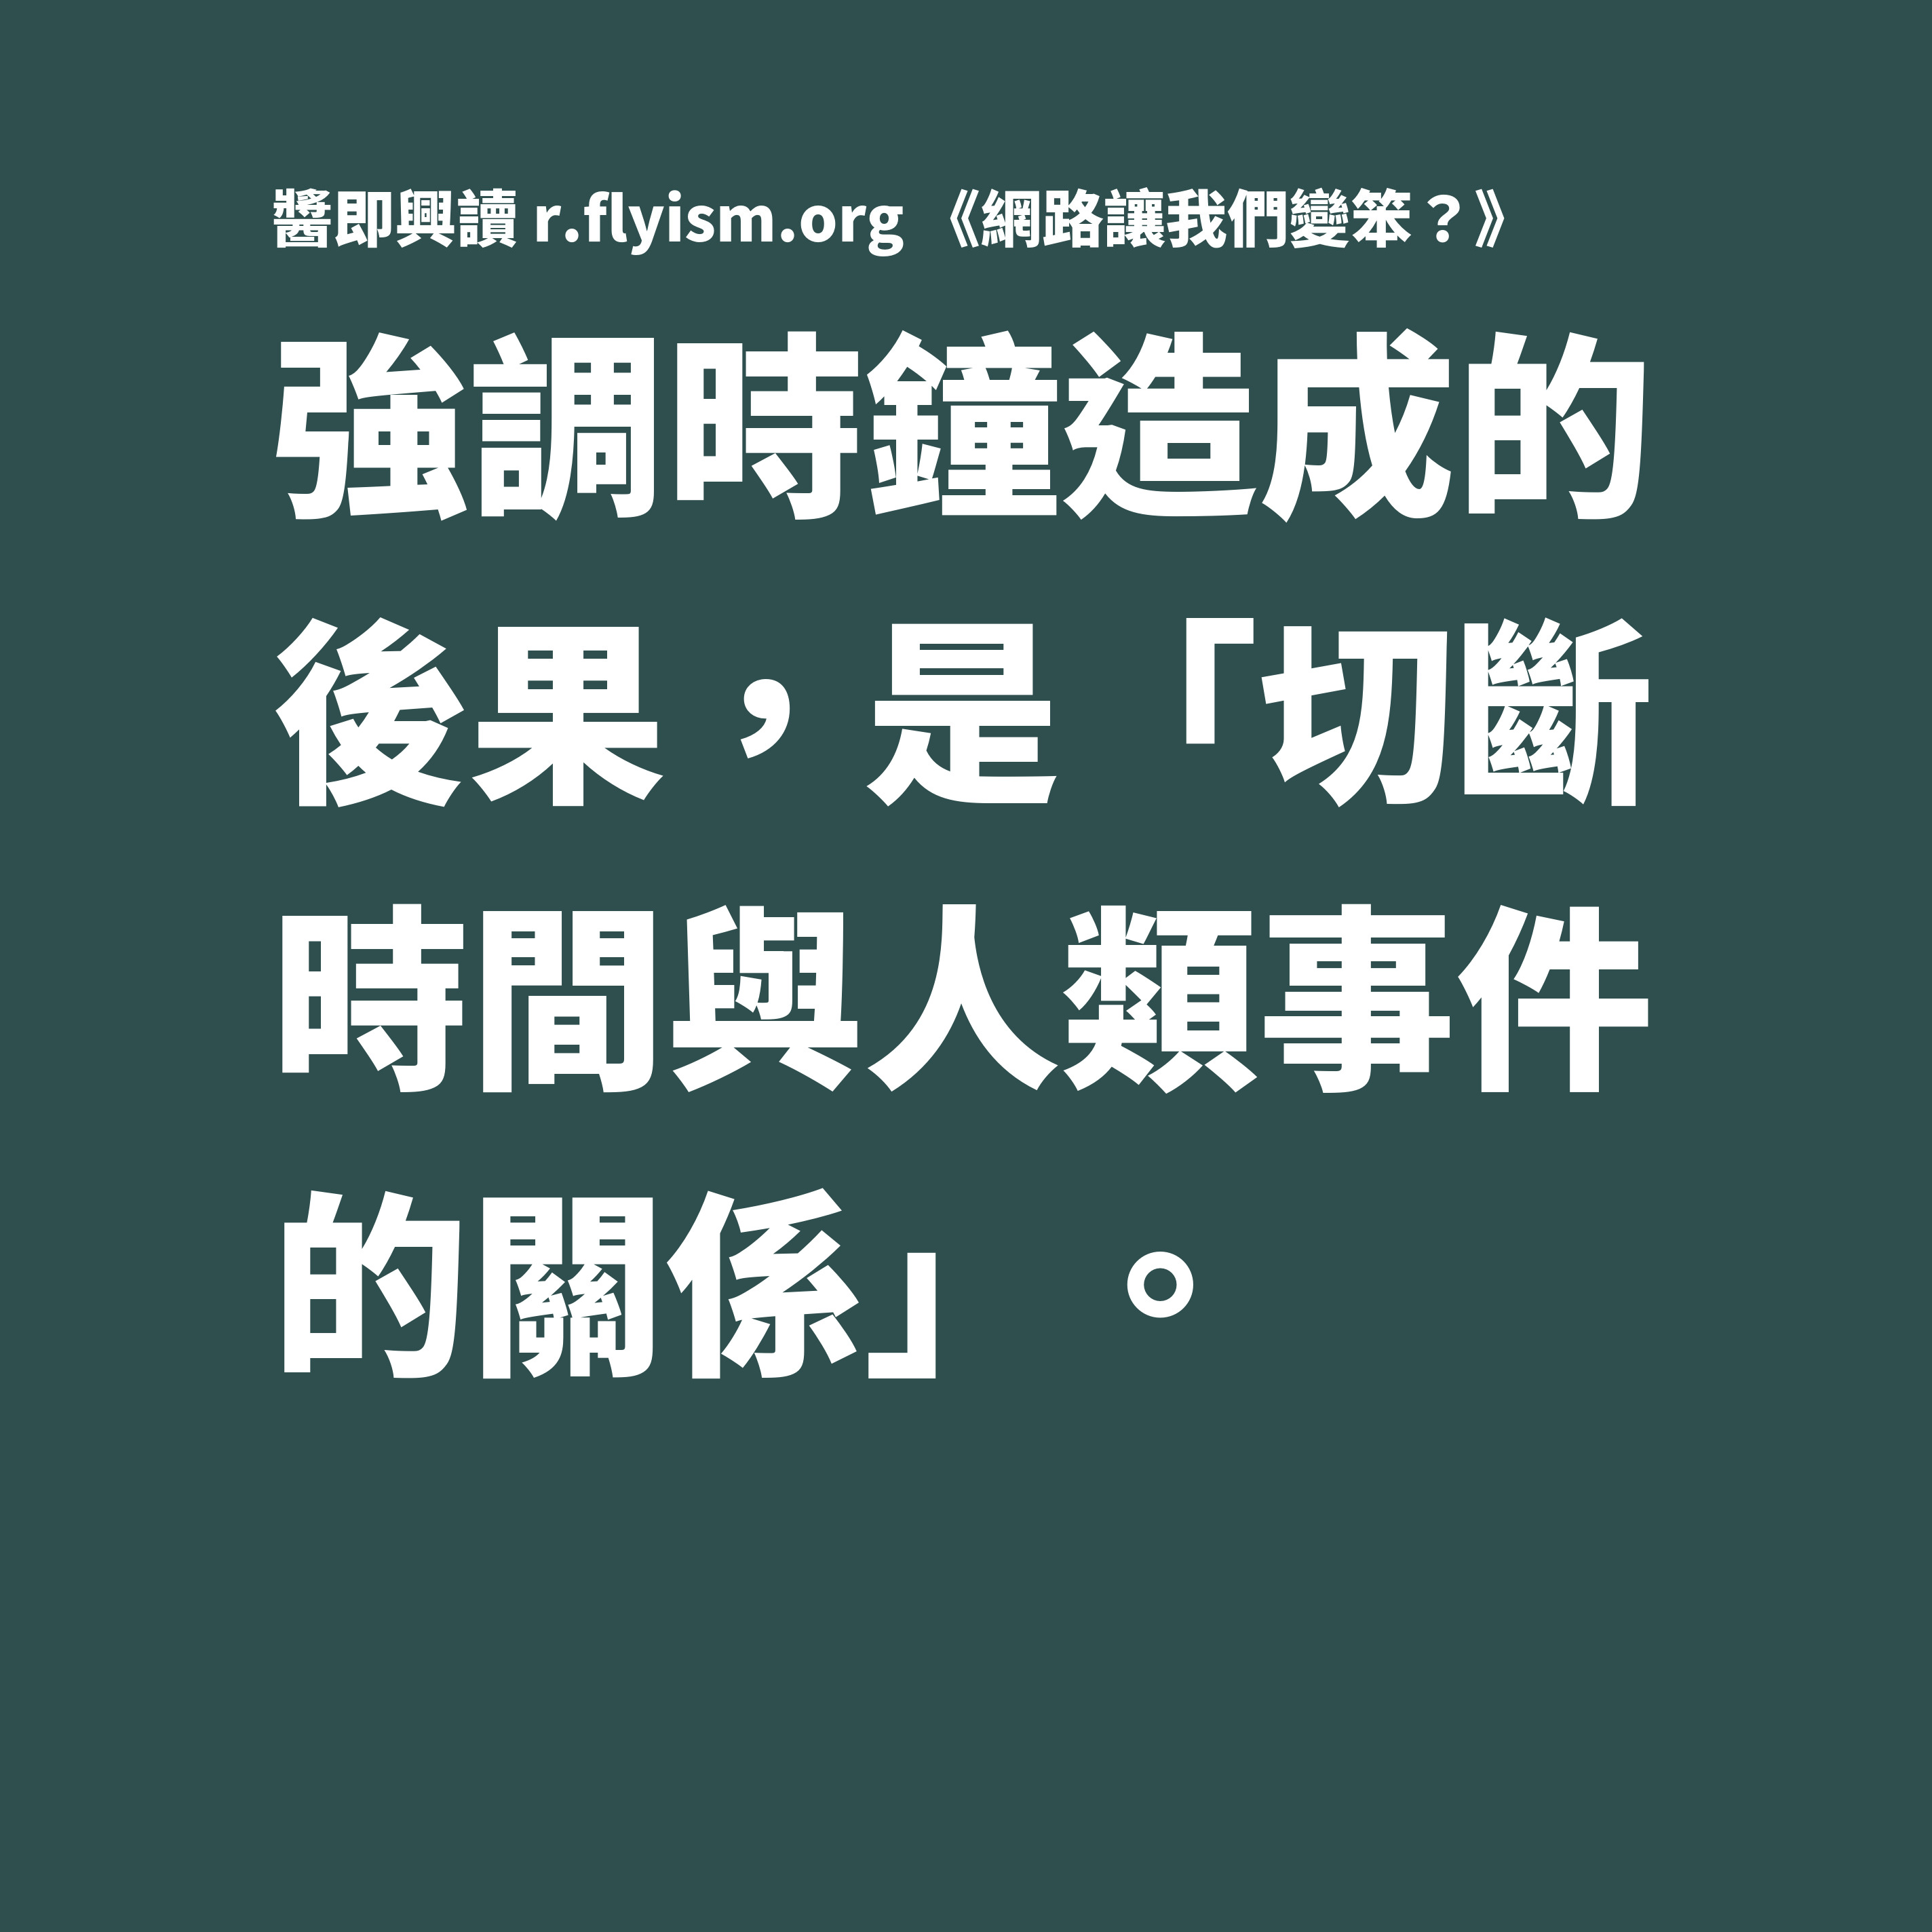 獎即興讀 r.flyism.org《網路讓我們變笨？》
強調時鐘造成的
後果，是「切斷
時間與人類事件
的關係」。